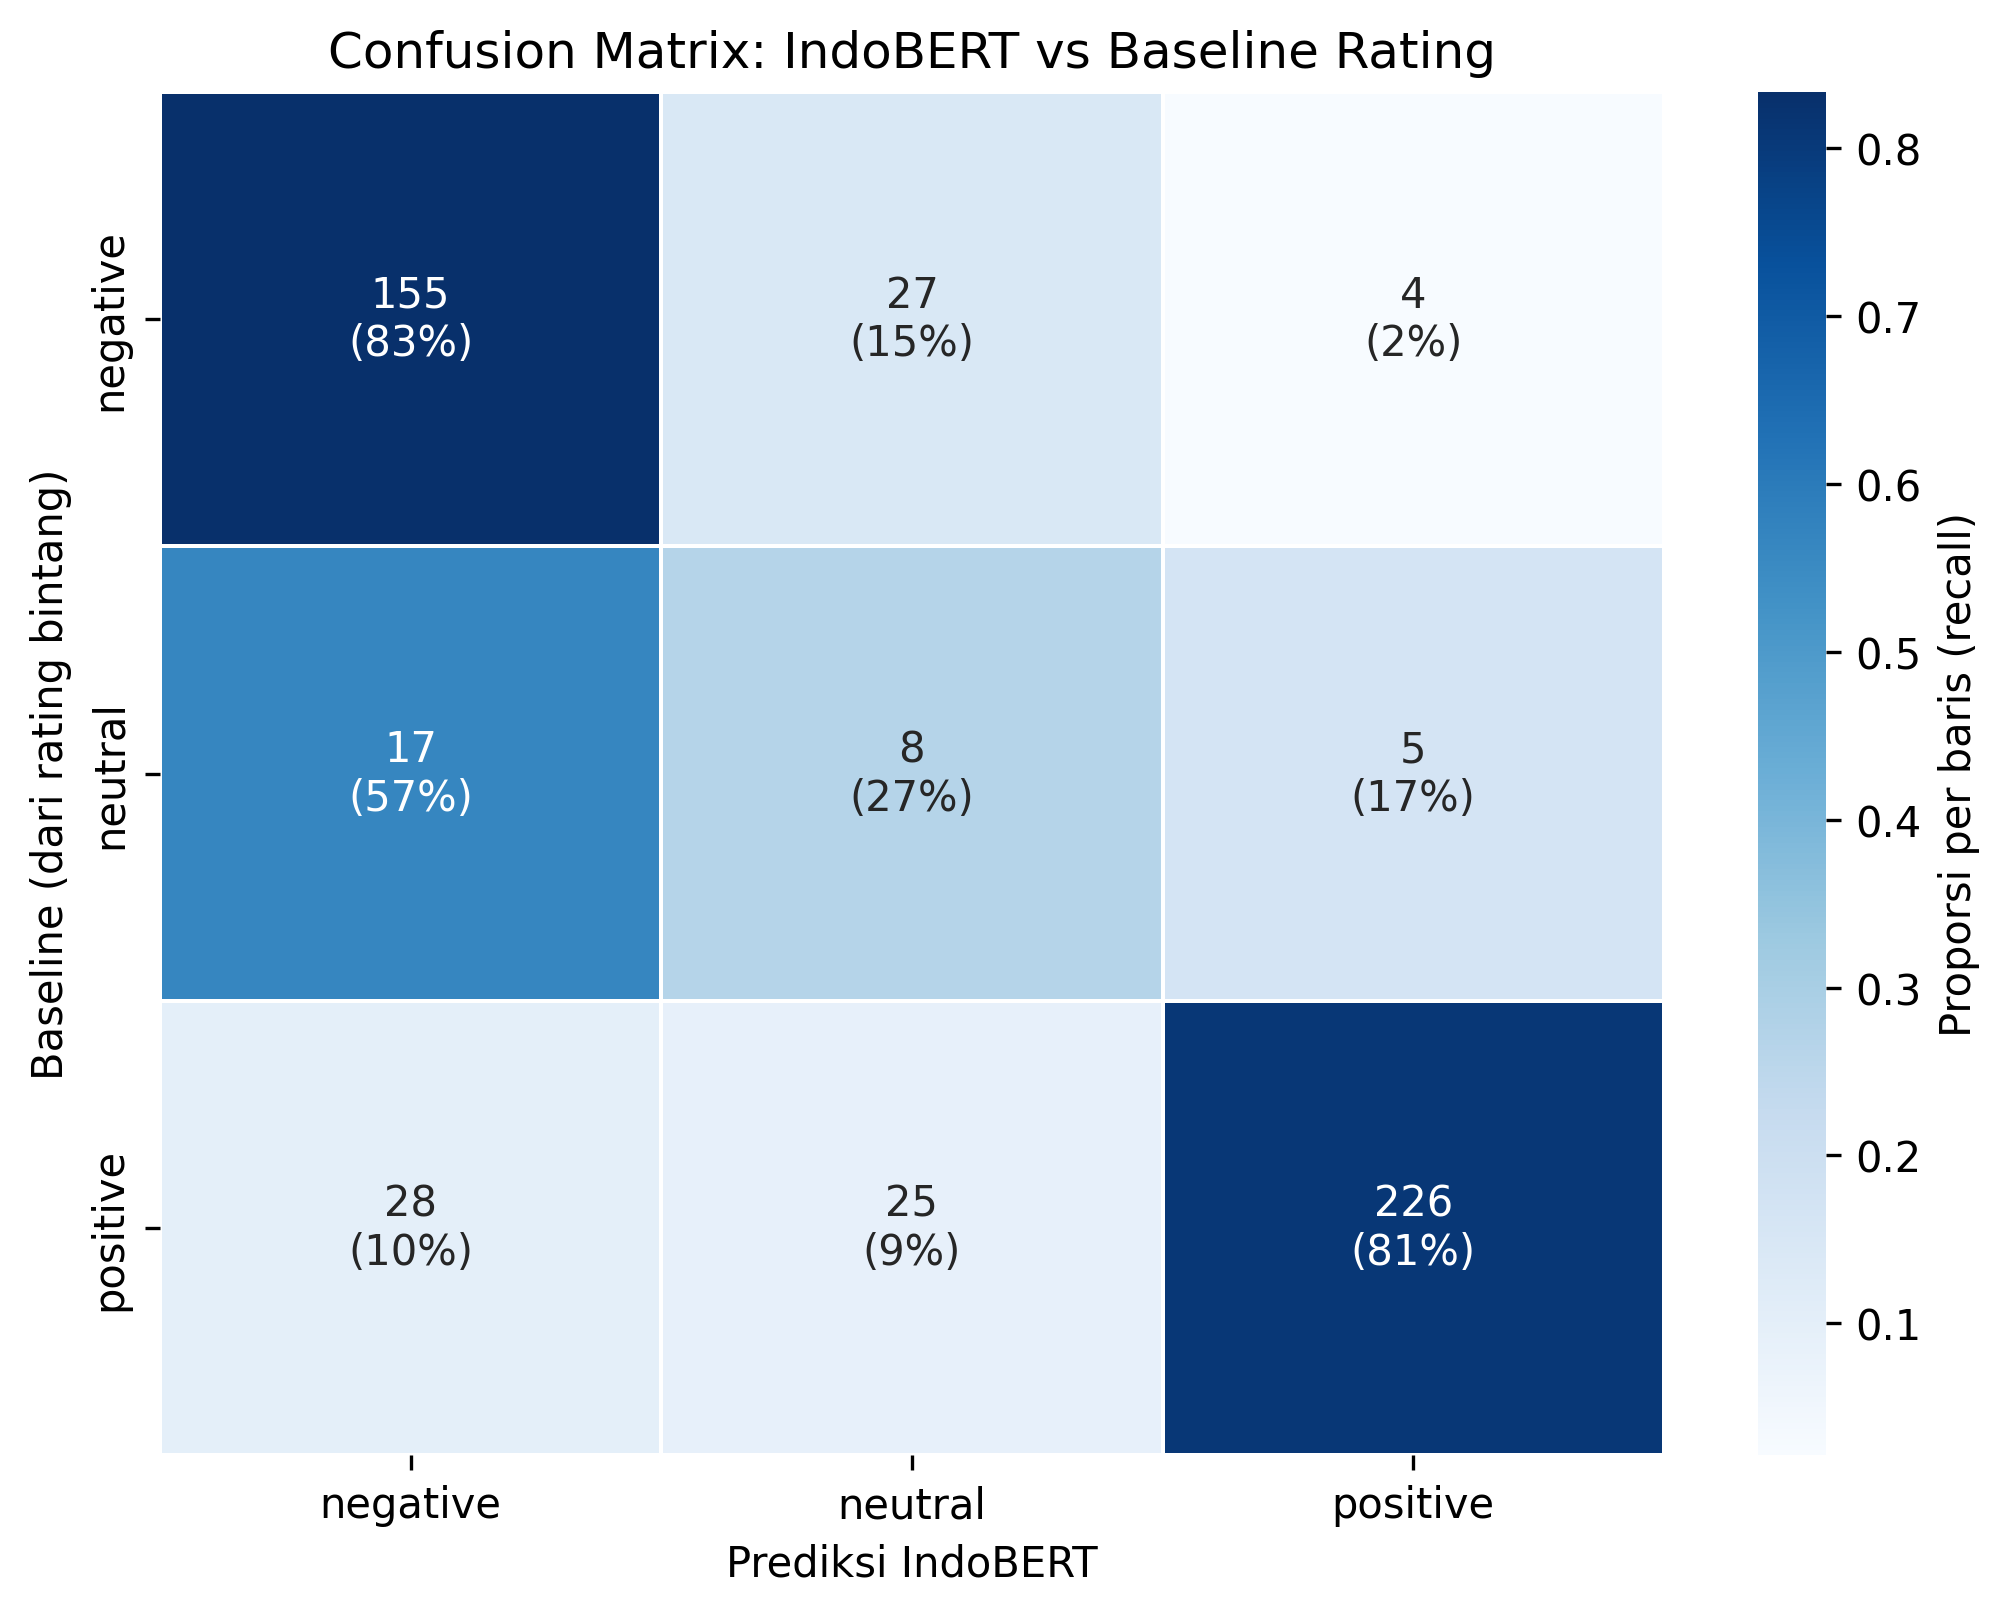 Confusion Matrix: IndoBERT vs Baseline Rating
Baseline (dari rating bintang)
negative
155
(83%)
27
(15%)
4
(2%)
neutral
17
(57%)
8
(27%)
5
(17%)
positive
28
(10%)
25
(9%)
226
(81%)
negative
neutral
positive
Prediksi IndoBERT
0.8
0.7
0.6
0.5
0.4
0.3
0.2
0.1
Proporsi per baris (recall)